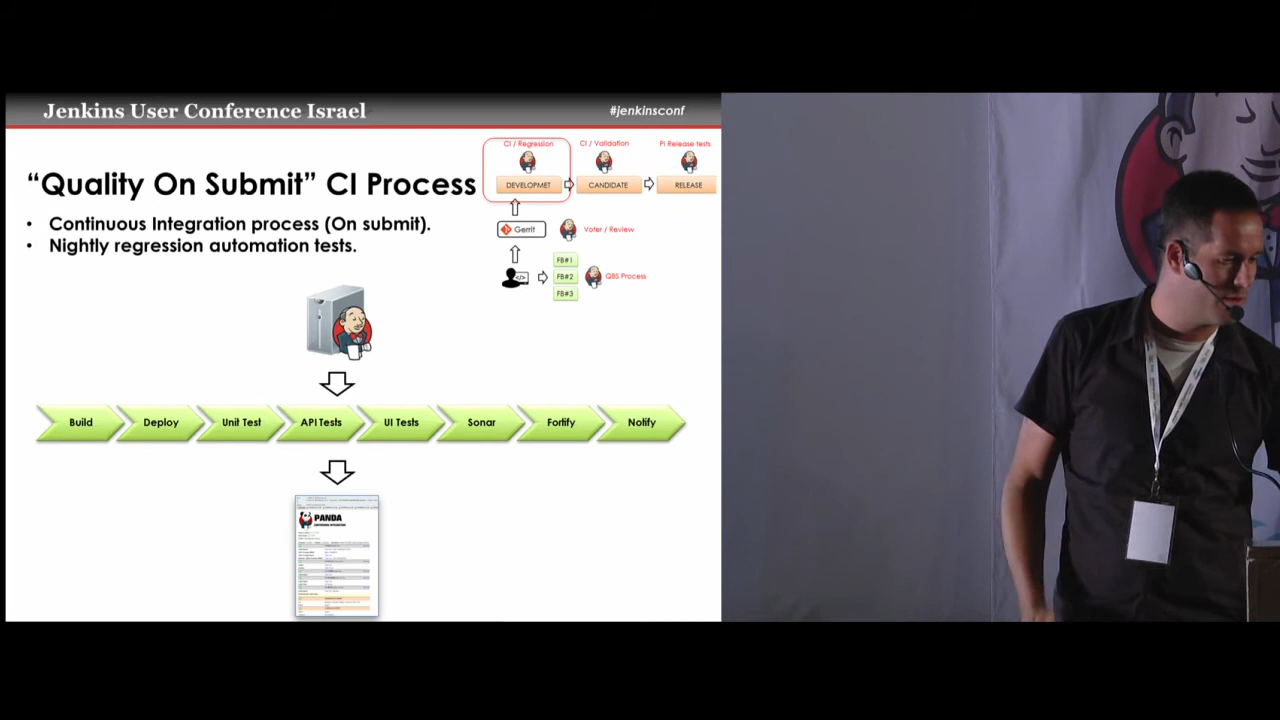 Jenkins User Conference Israel
#jenkinsconf
CI / Regression
CI / Validation
PI Release tests
“Quality On Submit” CI Process
DEVELOPMET
CANDIDATE
RELEASE
• Continuous Integration process (On submit).
• Nightly regression automation tests.
Gerrit
Voter / Review
</>
FB#1
FB#2
QBS Process
FB#3
Build
Deploy
Unit Test
API Tests
UI Tests
Sonar
Fortify
Notify
PANDA